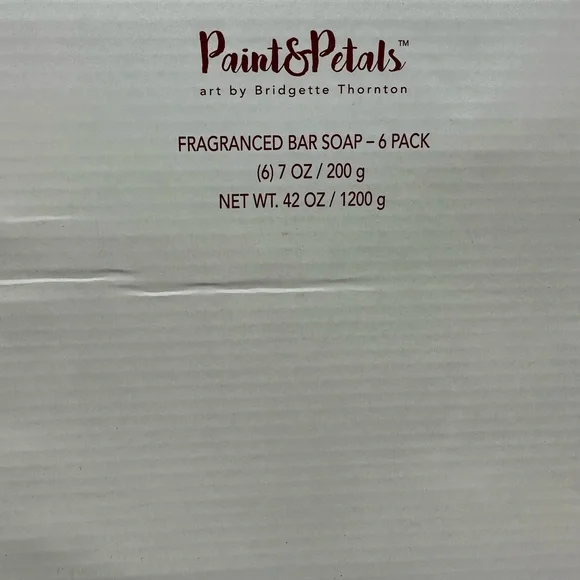 Paint&Petals™
art by Bridgette Thornton
FRAGRANCED BAR SOAP – 6 PACK
(6) 7 OZ / 200 g
NET WT. 42 OZ / 1200 g